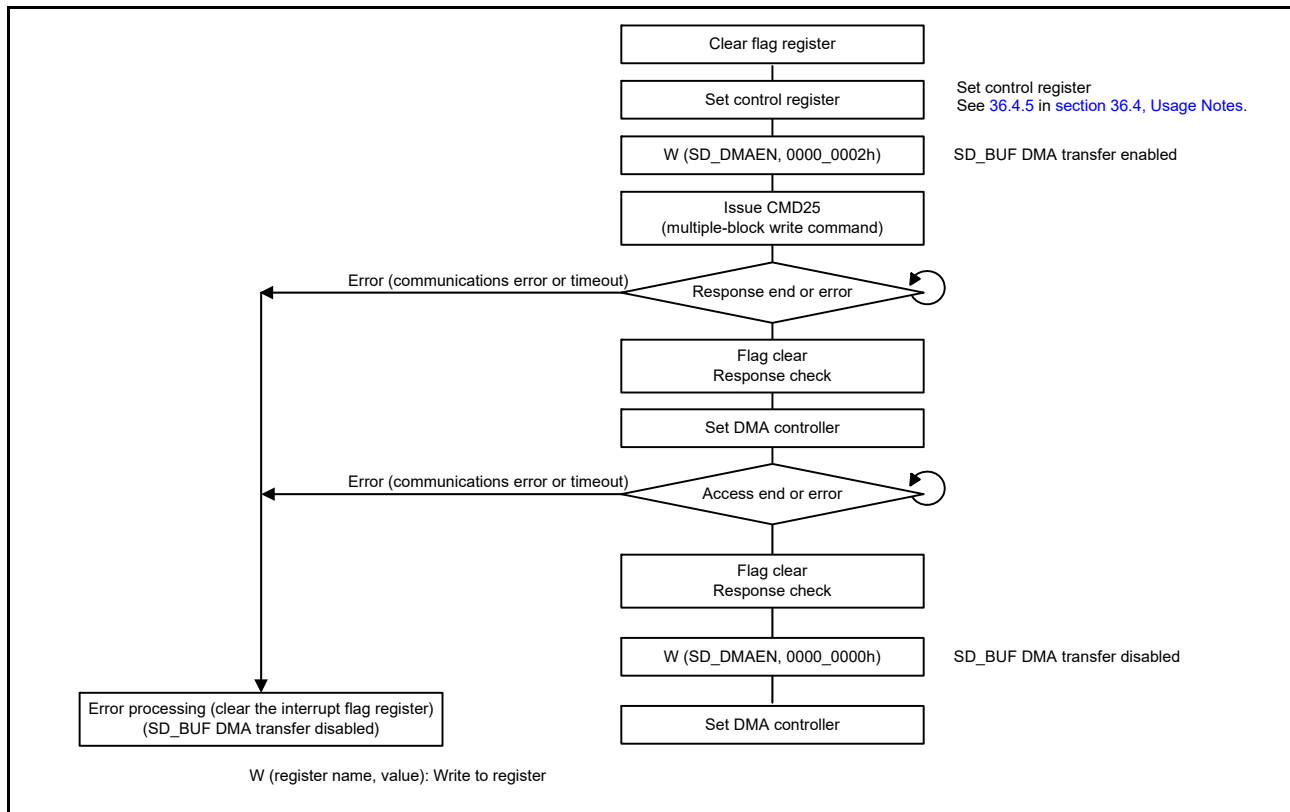 Clear flag register
Set control register
Set control register
See 36.4.5 in section 36.4, Usage Notes.
W (SD_DMAEN, 0000_0002h)
SD_BUF DMA transfer enabled
Issue CMD25
(multiple-block write command)
Error (communications error or timeout)
Response end or error
Flag clear
Response check
Set DMA controller
Error (communications error or timeout)
Access end or error
Flag clear
Response check
W (SD_DMAEN, 0000_0000h)
SD_BUF DMA transfer disabled
Error processing (clear the interrupt flag register)
(SD_BUF DMA transfer disabled)
Set DMA controller
W (register name, value): Write to register